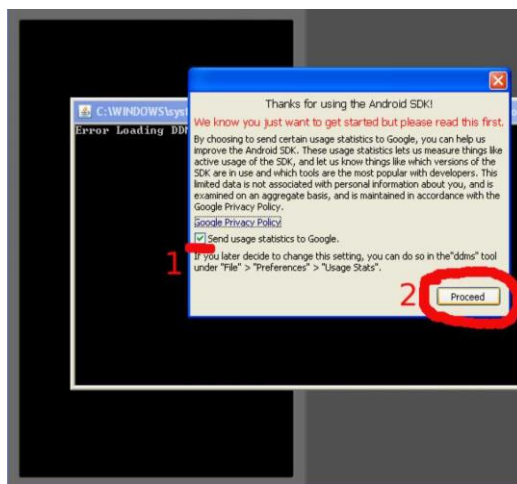 C:\WINDOWS\syst
Error Loading DDM
Thanks for using the Android SDK!
We know you just want to get started but please read this first.
By choosing to send certain usage statistics to Google, you can help us
improve the Android SDK. These usage statistics lets us measure things like
active usage of the SDK, and let us know things like which versions of the
SDK are in use and which tools are the most popular with developers. This
limited data is not associated with personal information about you, and is
examined on an aggregate basis, and is maintained in accordance with the
Google Privacy Policy.
Google Privacy Policy
Send usage statistics to Google.
1
If you later decide to change this setting, you can do so in the"ddms" tool
under "File" > "Preferences" > "Usage Stats".
2
Proceed